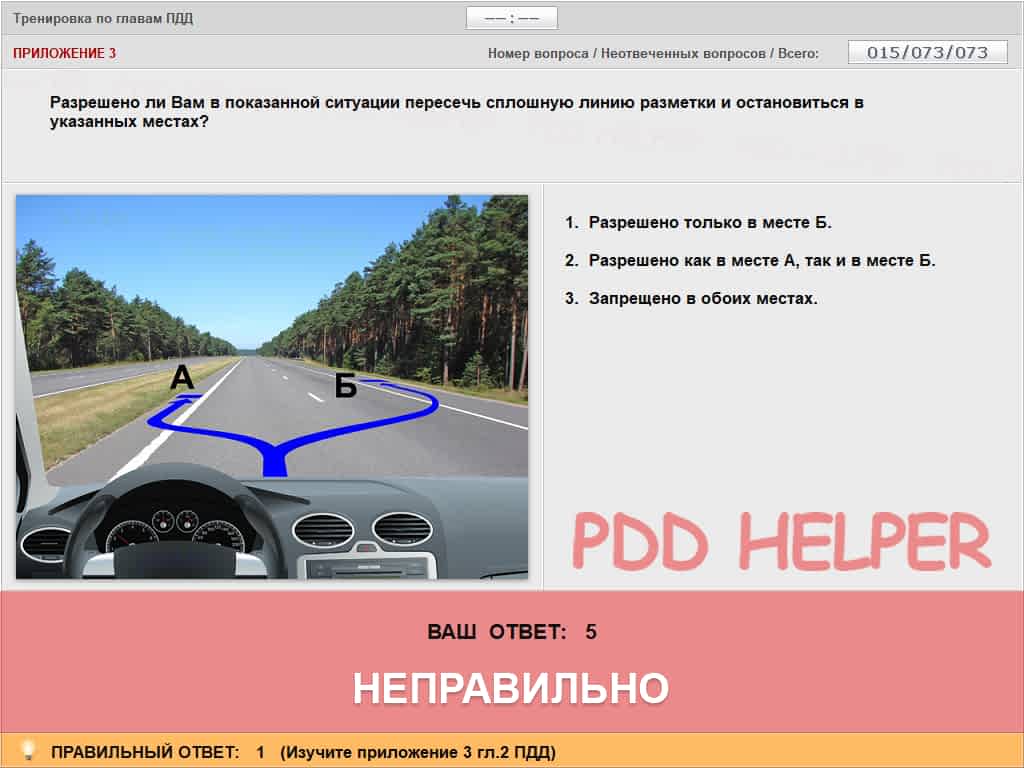 Тренировка по главам ПДД
—— : ——
ПРИЛОЖЕНИЕ 3
Номер вопроса / Неотвеченных вопросов / Всего:
015/073/073
Разрешено ли Вам в показанной ситуации пересечь сплошную линию разметки и остановиться в
указанных местах?
1. Разрешено только в месте Б.
2. Разрешено как в месте А, так и в месте Б.
3. Запрещено в обоих местах.
А
Б
PDD HELPER
ВАШ ОТВЕТ: 5
НЕПРАВИЛЬНО
ПРАВИЛЬНЫЙ ОТВЕТ: 1 (Изучите приложение 3 гл.2 ПДД)